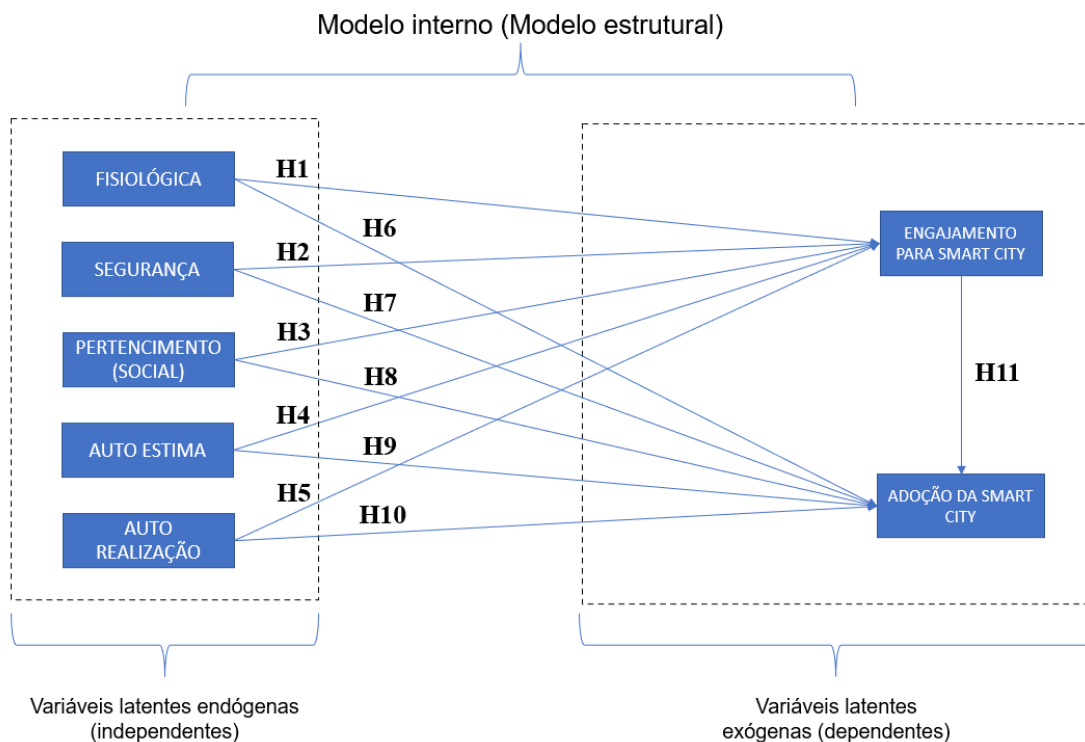 Modelo interno (Modelo estrutural)
FISIOLÓGICA
H1
H6
SEGURANÇA
H2
H7
PERTENCIMENTO
(SOCIAL)
H3
H8
AUTO ESTIMA
H4
H9
AUTO
REALIZAÇÃO
H5
H10
ENGAJAMENTO
PARA SMART CITY
H11
ADOÇÃO DA SMART
CITY
Variáveis latentes endógenas
(independentes)
Variáveis latentes
exógenas (dependentes)